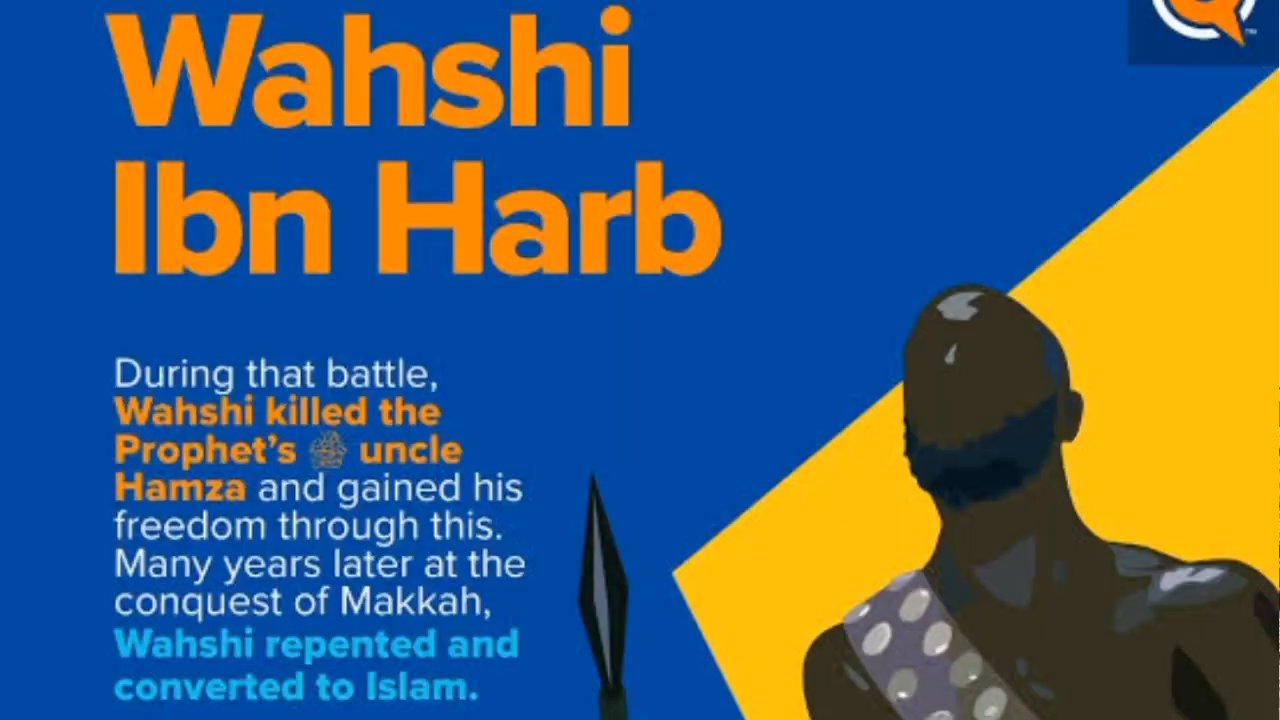 Wahshi
Ibn Harb
During that battle,
Wahshi killed the
Prophet's ﷺ uncle
Hamza and gained his
freedom through this.
Many years later at the
conquest of Makkah,
Wahshi repented and
converted to Islam.